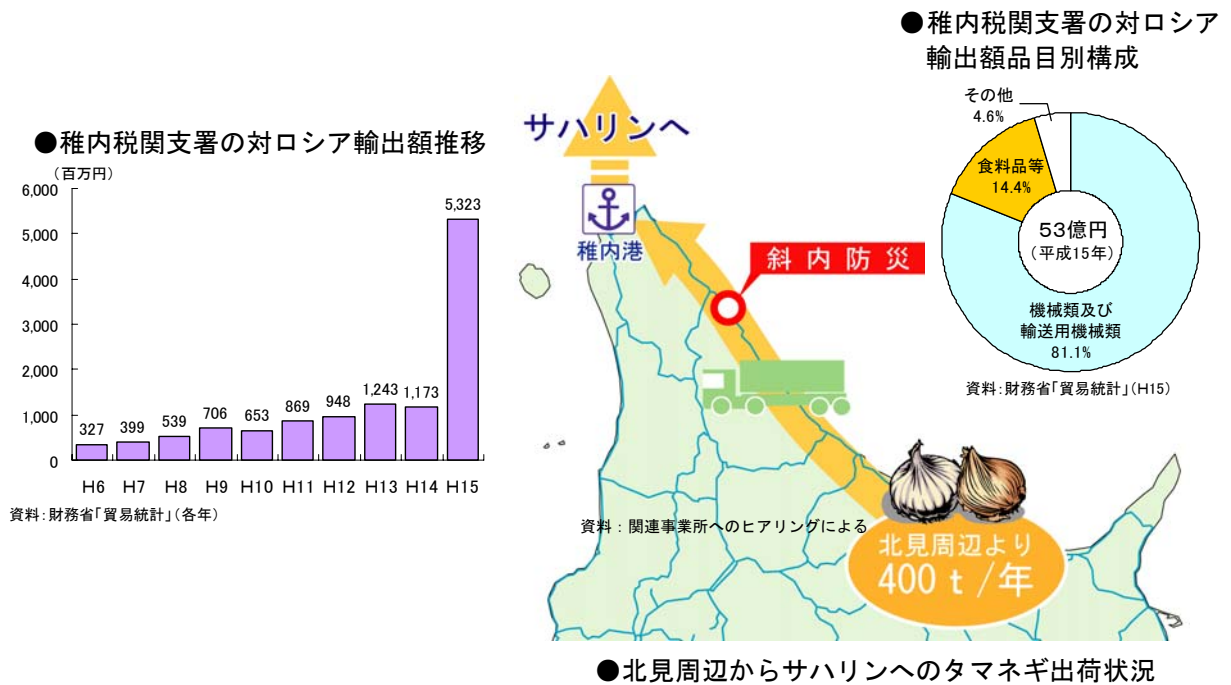 ●稚内税関支署の対ロシア輸出額推移
（百万円）
6,000
5,000
4,000
3,000
2,000
1,000
0
327
399
539
706
653
869
948
1,243
1,173
5,323
H6
H7
H8
H9
H10
H11
H12
H13
H14
H15
資料：財務省「貿易統計」（各年）
サハリンへ
稚内港
斜内防災
資料：関連事業所へのヒアリングによる
北見周辺より
400ｔ/年
●北見周辺からサハリンへのタマネギ出荷状況
●稚内税関支署の対ロシア
輸出額品目別構成
その他
4.6%
食料品等
14.4%
53億円
（平成15年）
機械類及び
輸送用機械類
81.1%
資料：財務省「貿易統計」（H15）